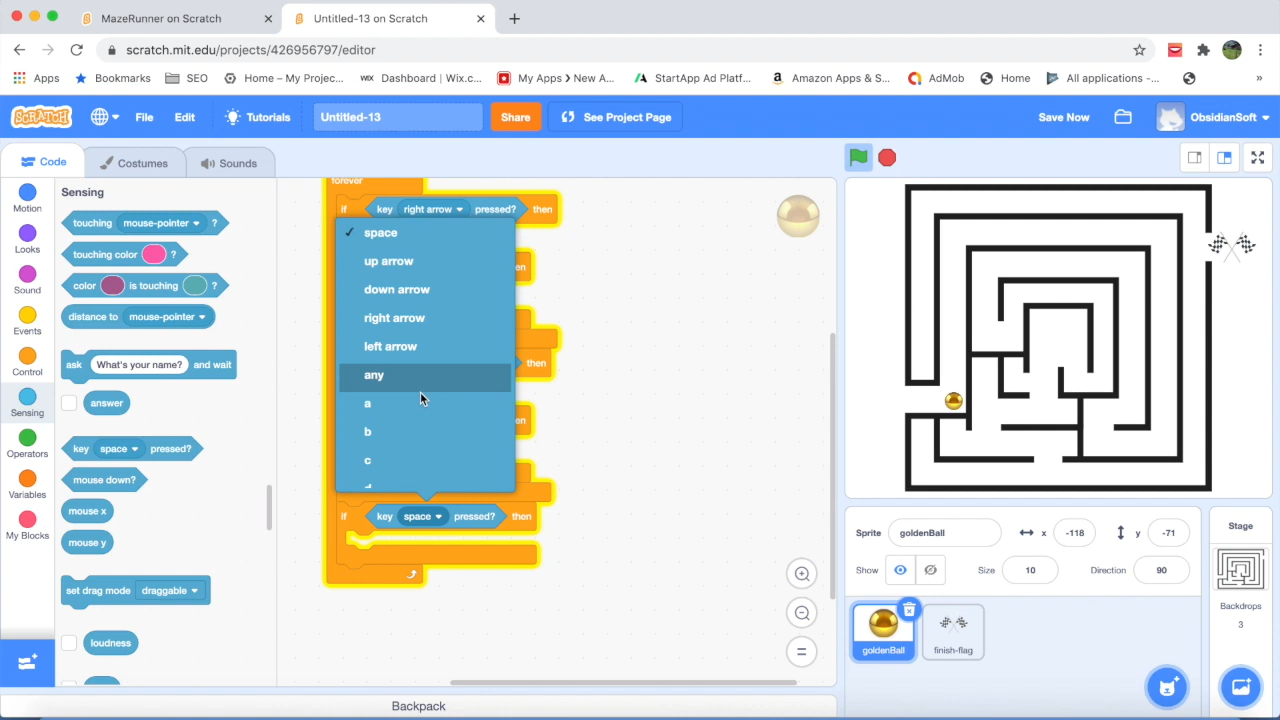 MazeRunner on Scratch
Untitled-13 on Scratch
scratch.mit.edu/projects/426956797/editor
Apps
Bookmarks
SEO
Home – My Projec...
WIX
Dashboard | Wix.c...
My Apps > New A...
StartApp Ad Platf...
Amazon Apps & S...
AdMob
Home
All applications -...
»
SCRATCH
File
Edit
Tutorials
Untitled-13
Share
See Project Page
Save Now
ObsidianSoft
Code
Costumes
Sounds
Motion
Looks
Sound
Events
Control
Sensing
Operators
Variables
My Blocks
Sensing
touching mouse-pointer ?
touching color ?
color is touching ?
distance to mouse-pointer
ask What's your name? and wait
answer
key space pressed?
mouse down?
mouse x
mouse y
set drag mode draggable
loudness
forever
if key right arrow pressed? then
✓ space
up arrow
down arrow
right arrow
left arrow
any
a
b
c
then
if key space pressed? then
Sprite goldenBall
x -118
y -71
Show
Size 10
Direction 90
goldenBall
finish-flag
Stage
Backdrops
3
Backpack